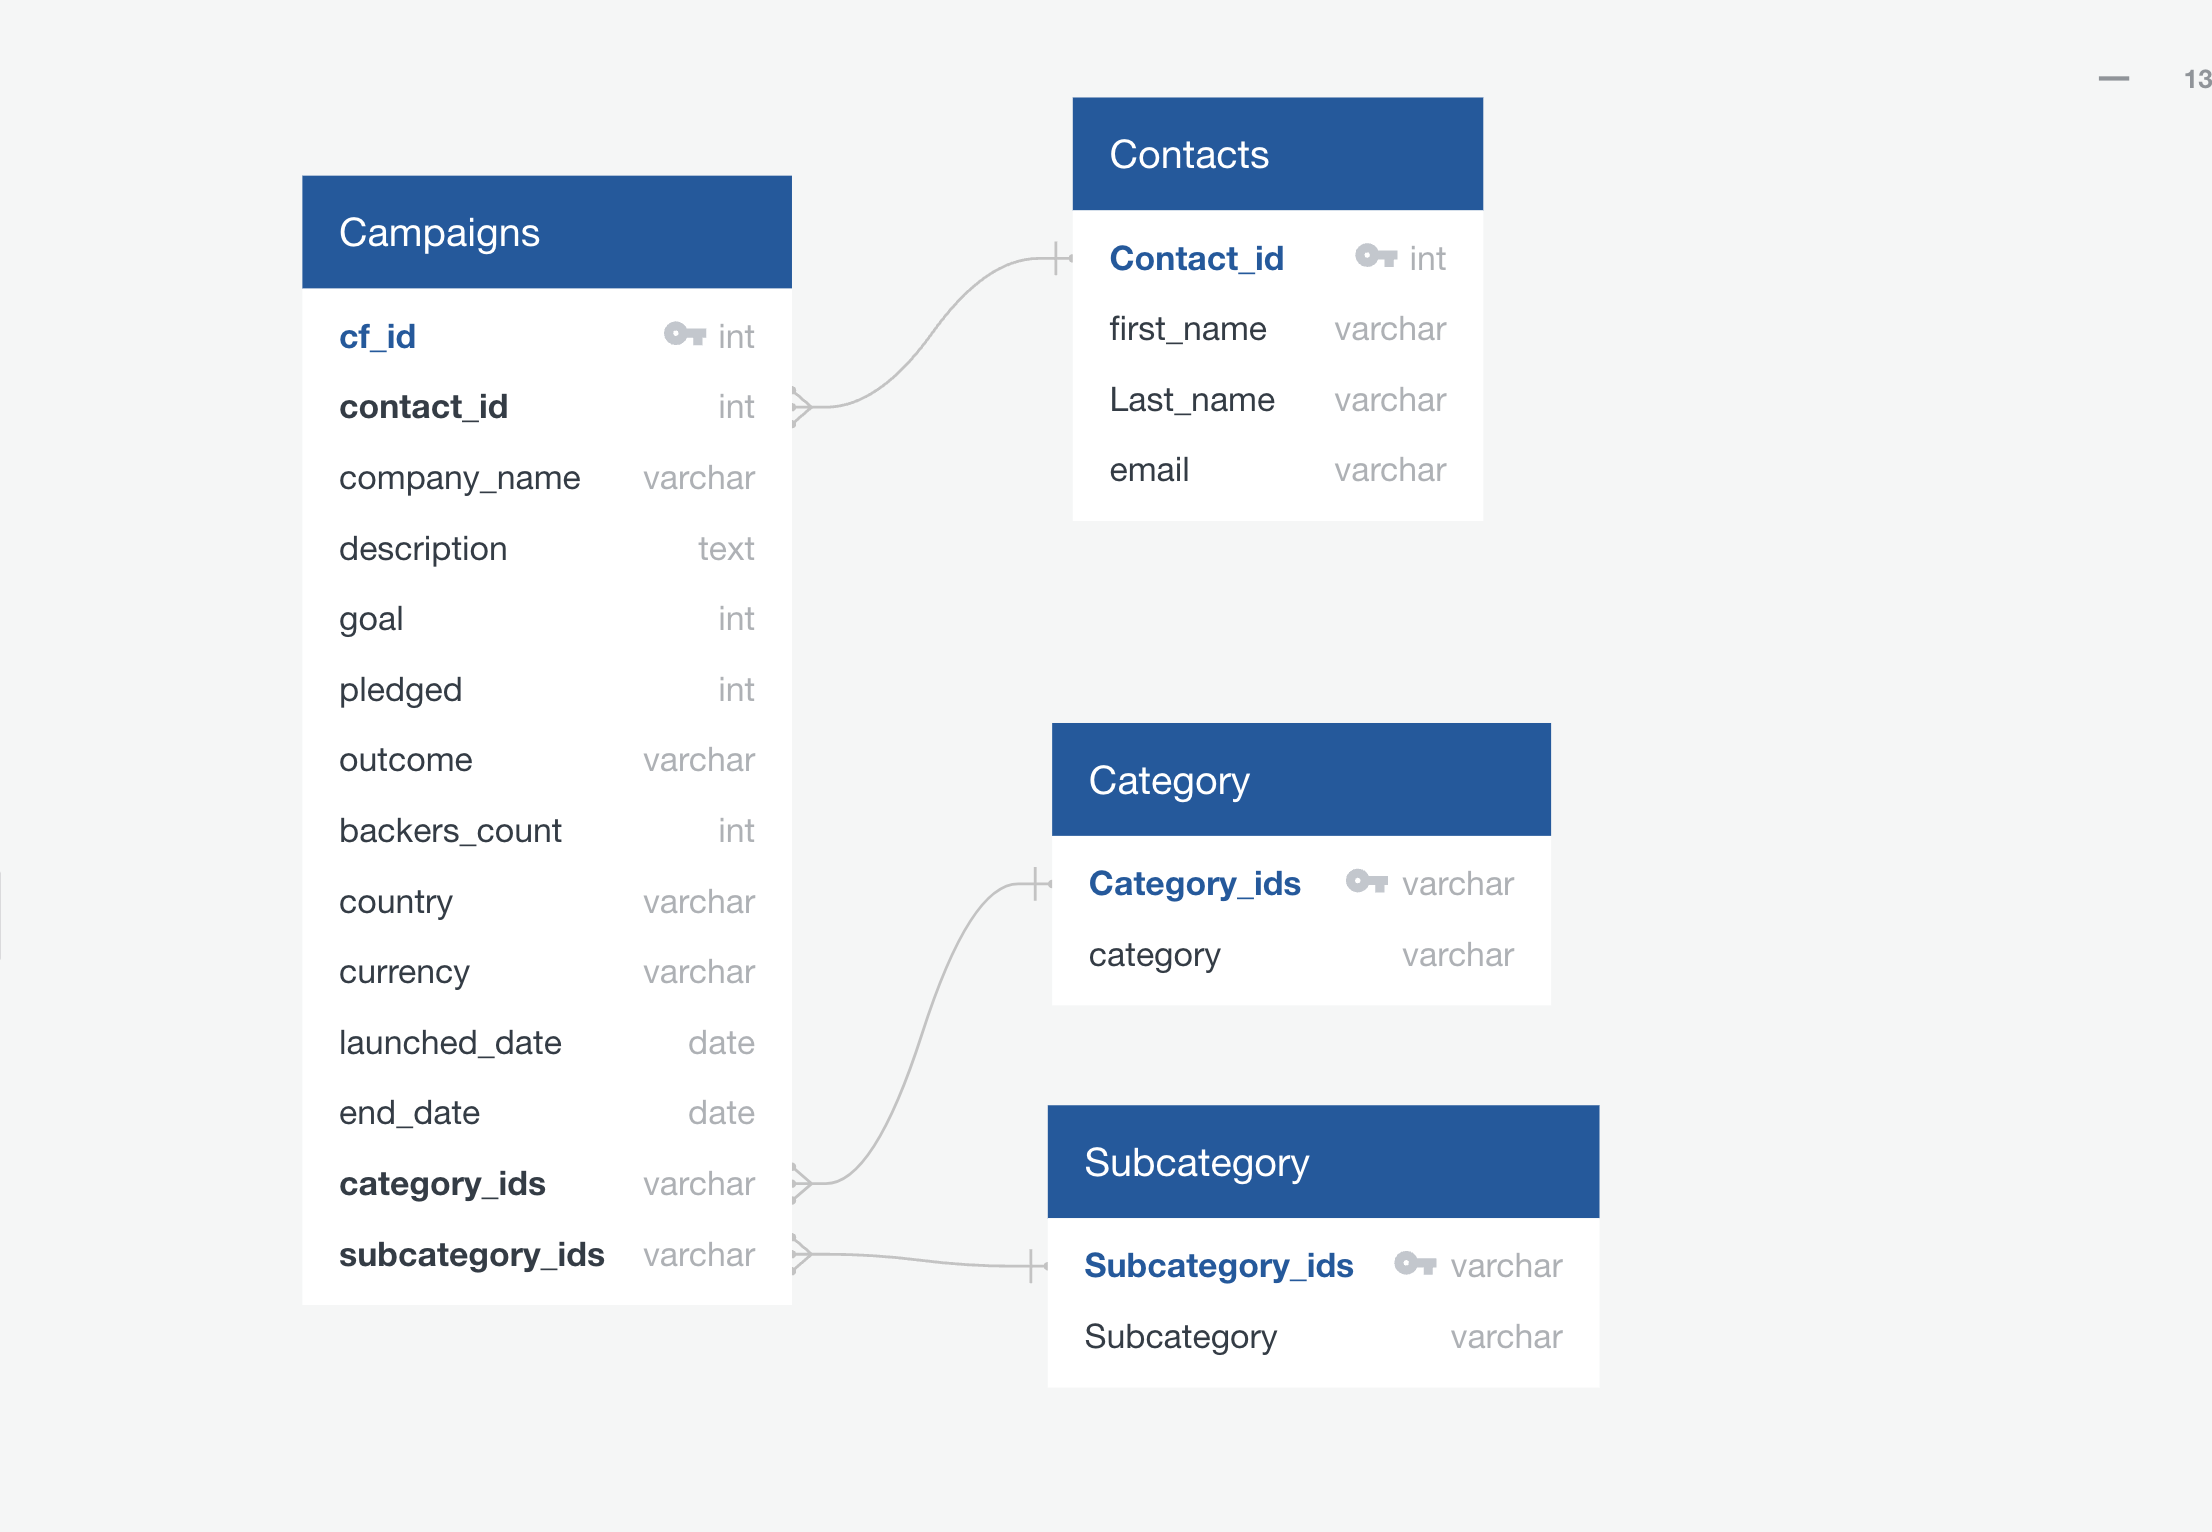 13
Campaigns
cf_id int
contact_id int
company_name varchar
description text
goal int
pledged int
outcome varchar
backers_count int
country varchar
currency varchar
launched_date date
end_date date
category_ids varchar
subcategory_ids varchar
Contacts
Contact_id int
first_name varchar
Last_name varchar
email varchar
Category
Category_ids varchar
category varchar
Subcategory
Subcategory_ids varchar
Subcategory varchar